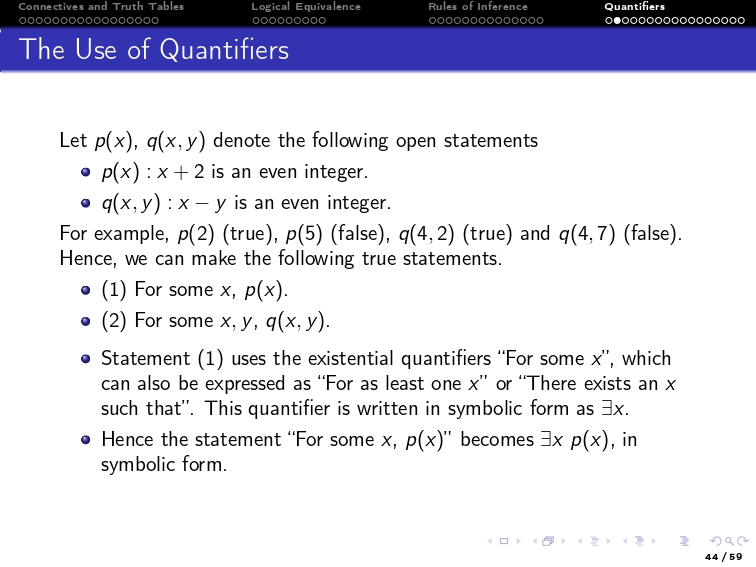 Connectives and Truth Tables Logical Equivalence Rules of Inference Quantifiers
The Use of Quantifiers
Let p(x), q(x, y) denote the following open statements
p(x) : x + 2 is an even integer.
q(x, y) : x − y is an even integer.
For example, p(2) (true), p(5) (false), q(4, 2) (true) and q(4, 7) (false).
Hence, we can make the following true statements.
(1) For some x, p(x).
(2) For some x, y, q(x, y).
Statement (1) uses the existential quantifiers “For some x”, which
can also be expressed as “For as least one x” or “There exists an x
such that”. This quantifier is written in symbolic form as ∃x.
Hence the statement “For some x, p(x)” becomes ∃x p(x), in
symbolic form.
44 / 59